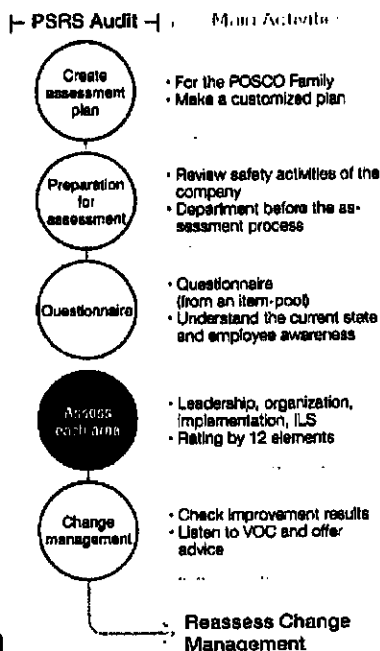 PSRS Audit
Main Activities
Create
assessment
plan
• For the POSCO Family
• Make a customized plan
Preparation
for
assessment
• Review safety activities of the
company
• Department before the as-
sessment process
Questionnaire
• Questionnaire
(from an item-pool)
• Understand the current state
and employee awareness
Assess
each area
• Leadership, organization,
implementation, ILS
• Rating by 12 elements
Change
management
• Check improvement results
• Listen to VOC and offer
advice
Reassess Change
Management